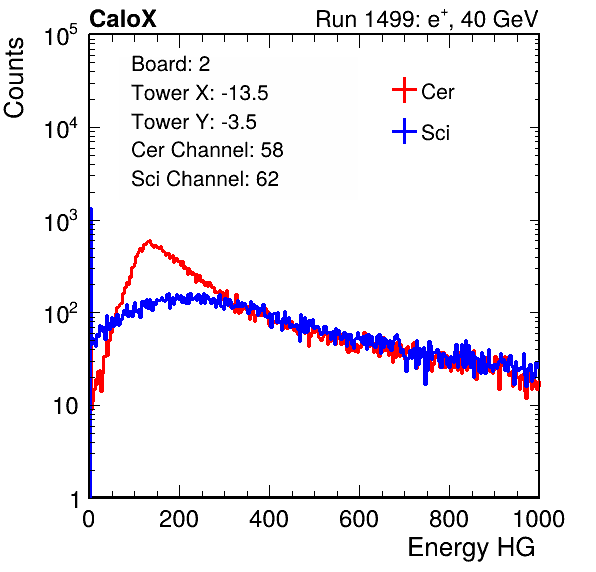 CaloX Run 1499: e⁺, 40 GeV
Counts
Board: 2
Tower X: -13.5
Tower Y: -3.5
Cer Channel: 58
Sci Channel: 62
Cer
Sci
10⁵
10⁴
10³
10²
10
1
0 200 400 600 800 1000
Energy HG